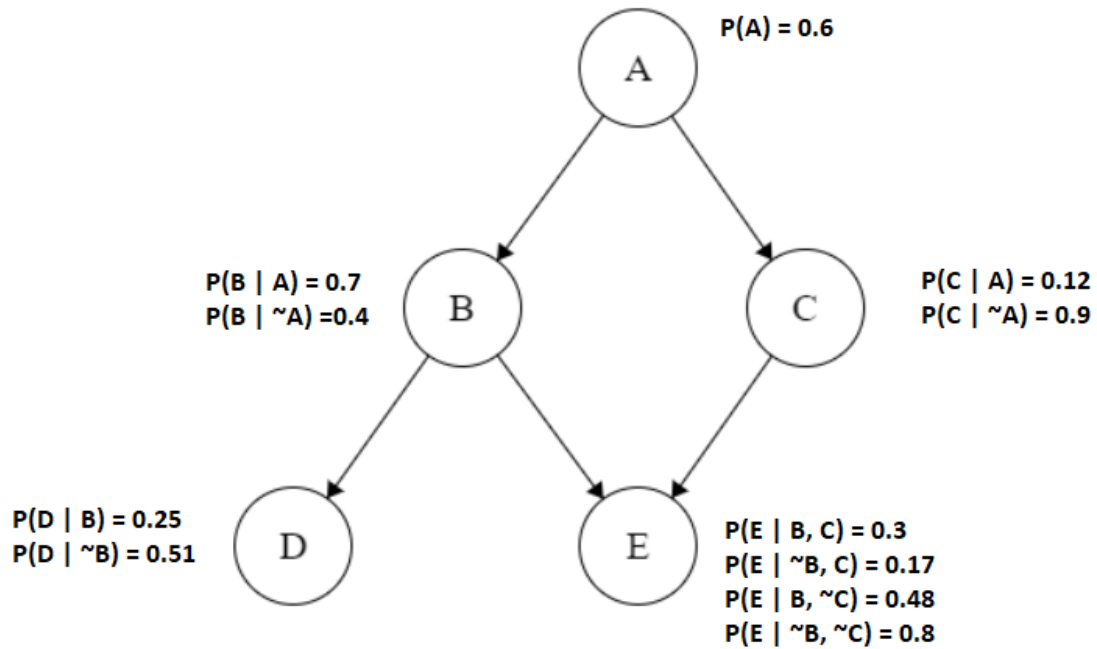 P(A) = 0.6
A
P(B | A) = 0.7
P(B | ~A) =0.4
B
C
P(C | A) = 0.12
P(C | ~A) = 0.9
P(D | B) = 0.25
P(D | ~B) = 0.51
D
E
P(E | B, C) = 0.3
P(E | ~B, C) = 0.17
P(E | B, ~C) = 0.48
P(E | ~B, ~C) = 0.8